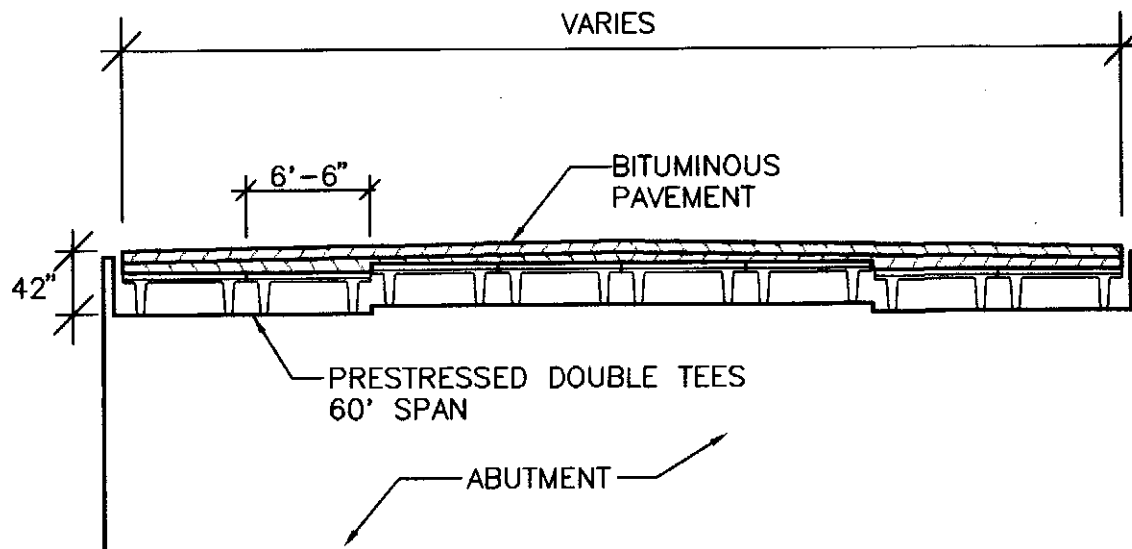 VARIES
6'-6"
BITUMINOUS
PAVEMENT
42"
PRESTRESSED DOUBLE TEES
60' SPAN
ABUTMENT